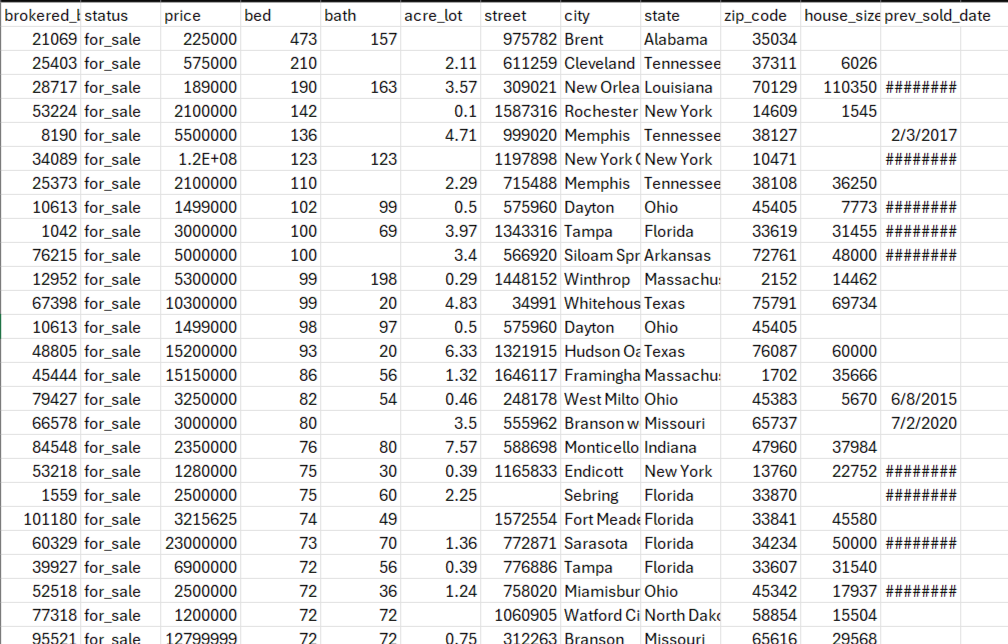 brokered_b status price bed bath acre_lot street city state zip_code house_size prev_sold_date
21069 for_sale 225000 473 157 975782 Brent Alabama 35034
25403 for_sale 575000 210 2.11 611259 Cleveland Tennessee 37311 6026
28717 for_sale 189000 190 163 3.57 309021 New Orlea Louisiana 70129 110350 ########
53224 for_sale 2100000 142 0.1 1587316 Rochester New York 14609 1545
8190 for_sale 5500000 136 4.71 999020 Memphis Tennessee 38127 2/3/2017
34089 for_sale 1.2E+08 123 123 1197898 New York C New York 10471 ########
25373 for_sale 2100000 110 2.29 715488 Memphis Tennessee 38108 36250
10613 for_sale 1499000 102 99 0.5 575960 Dayton Ohio 45405 7773 ########
1042 for_sale 3000000 100 69 3.97 1343316 Tampa Florida 33619 31455 ########
76215 for_sale 5000000 100 3.4 566920 Siloam Spr Arkansas 72761 48000 ########
12952 for_sale 5300000 99 198 0.29 1448152 Winthrop Massachu 2152 14462
67398 for_sale 10300000 99 20 4.83 34991 Whitehous Texas 75791 69734
10613 for_sale 1499000 98 97 0.5 575960 Dayton Ohio 45405
48805 for_sale 15200000 93 20 6.33 1321915 Hudson Oa Texas 76087 60000
45444 for_sale 15150000 86 56 1.32 1646117 Framingha Massachu 1702 35666
79427 for_sale 3250000 82 54 0.46 248178 West Milto Ohio 45383 5670 6/8/2015
66578 for_sale 3000000 80 3.5 555962 Branson w Missouri 65737 7/2/2020
84548 for_sale 2350000 76 80 7.57 588698 Monticello Indiana 47960 37984
53218 for_sale 1280000 75 30 0.39 1165833 Endicott New York 13760 22752 ########
1559 for_sale 2500000 75 60 2.25 Sebring Florida 33870 ########
101180 for_sale 3215625 74 49 1572554 Fort Meade Florida 33841 45580
60329 for_sale 23000000 73 70 1.36 772871 Sarasota Florida 34234 50000 ########
39927 for_sale 6900000 72 56 0.39 776886 Tampa Florida 33607 31540
52518 for_sale 2500000 72 36 1.24 758020 Miamisbur Ohio 45342 17937 ########
77318 for_sale 1200000 72 72 1060905 Watford Ci North Dako 58854 15504
95521 for_sale 12799999 72 72 0.75 312263 Branson Missouri 65616 29568